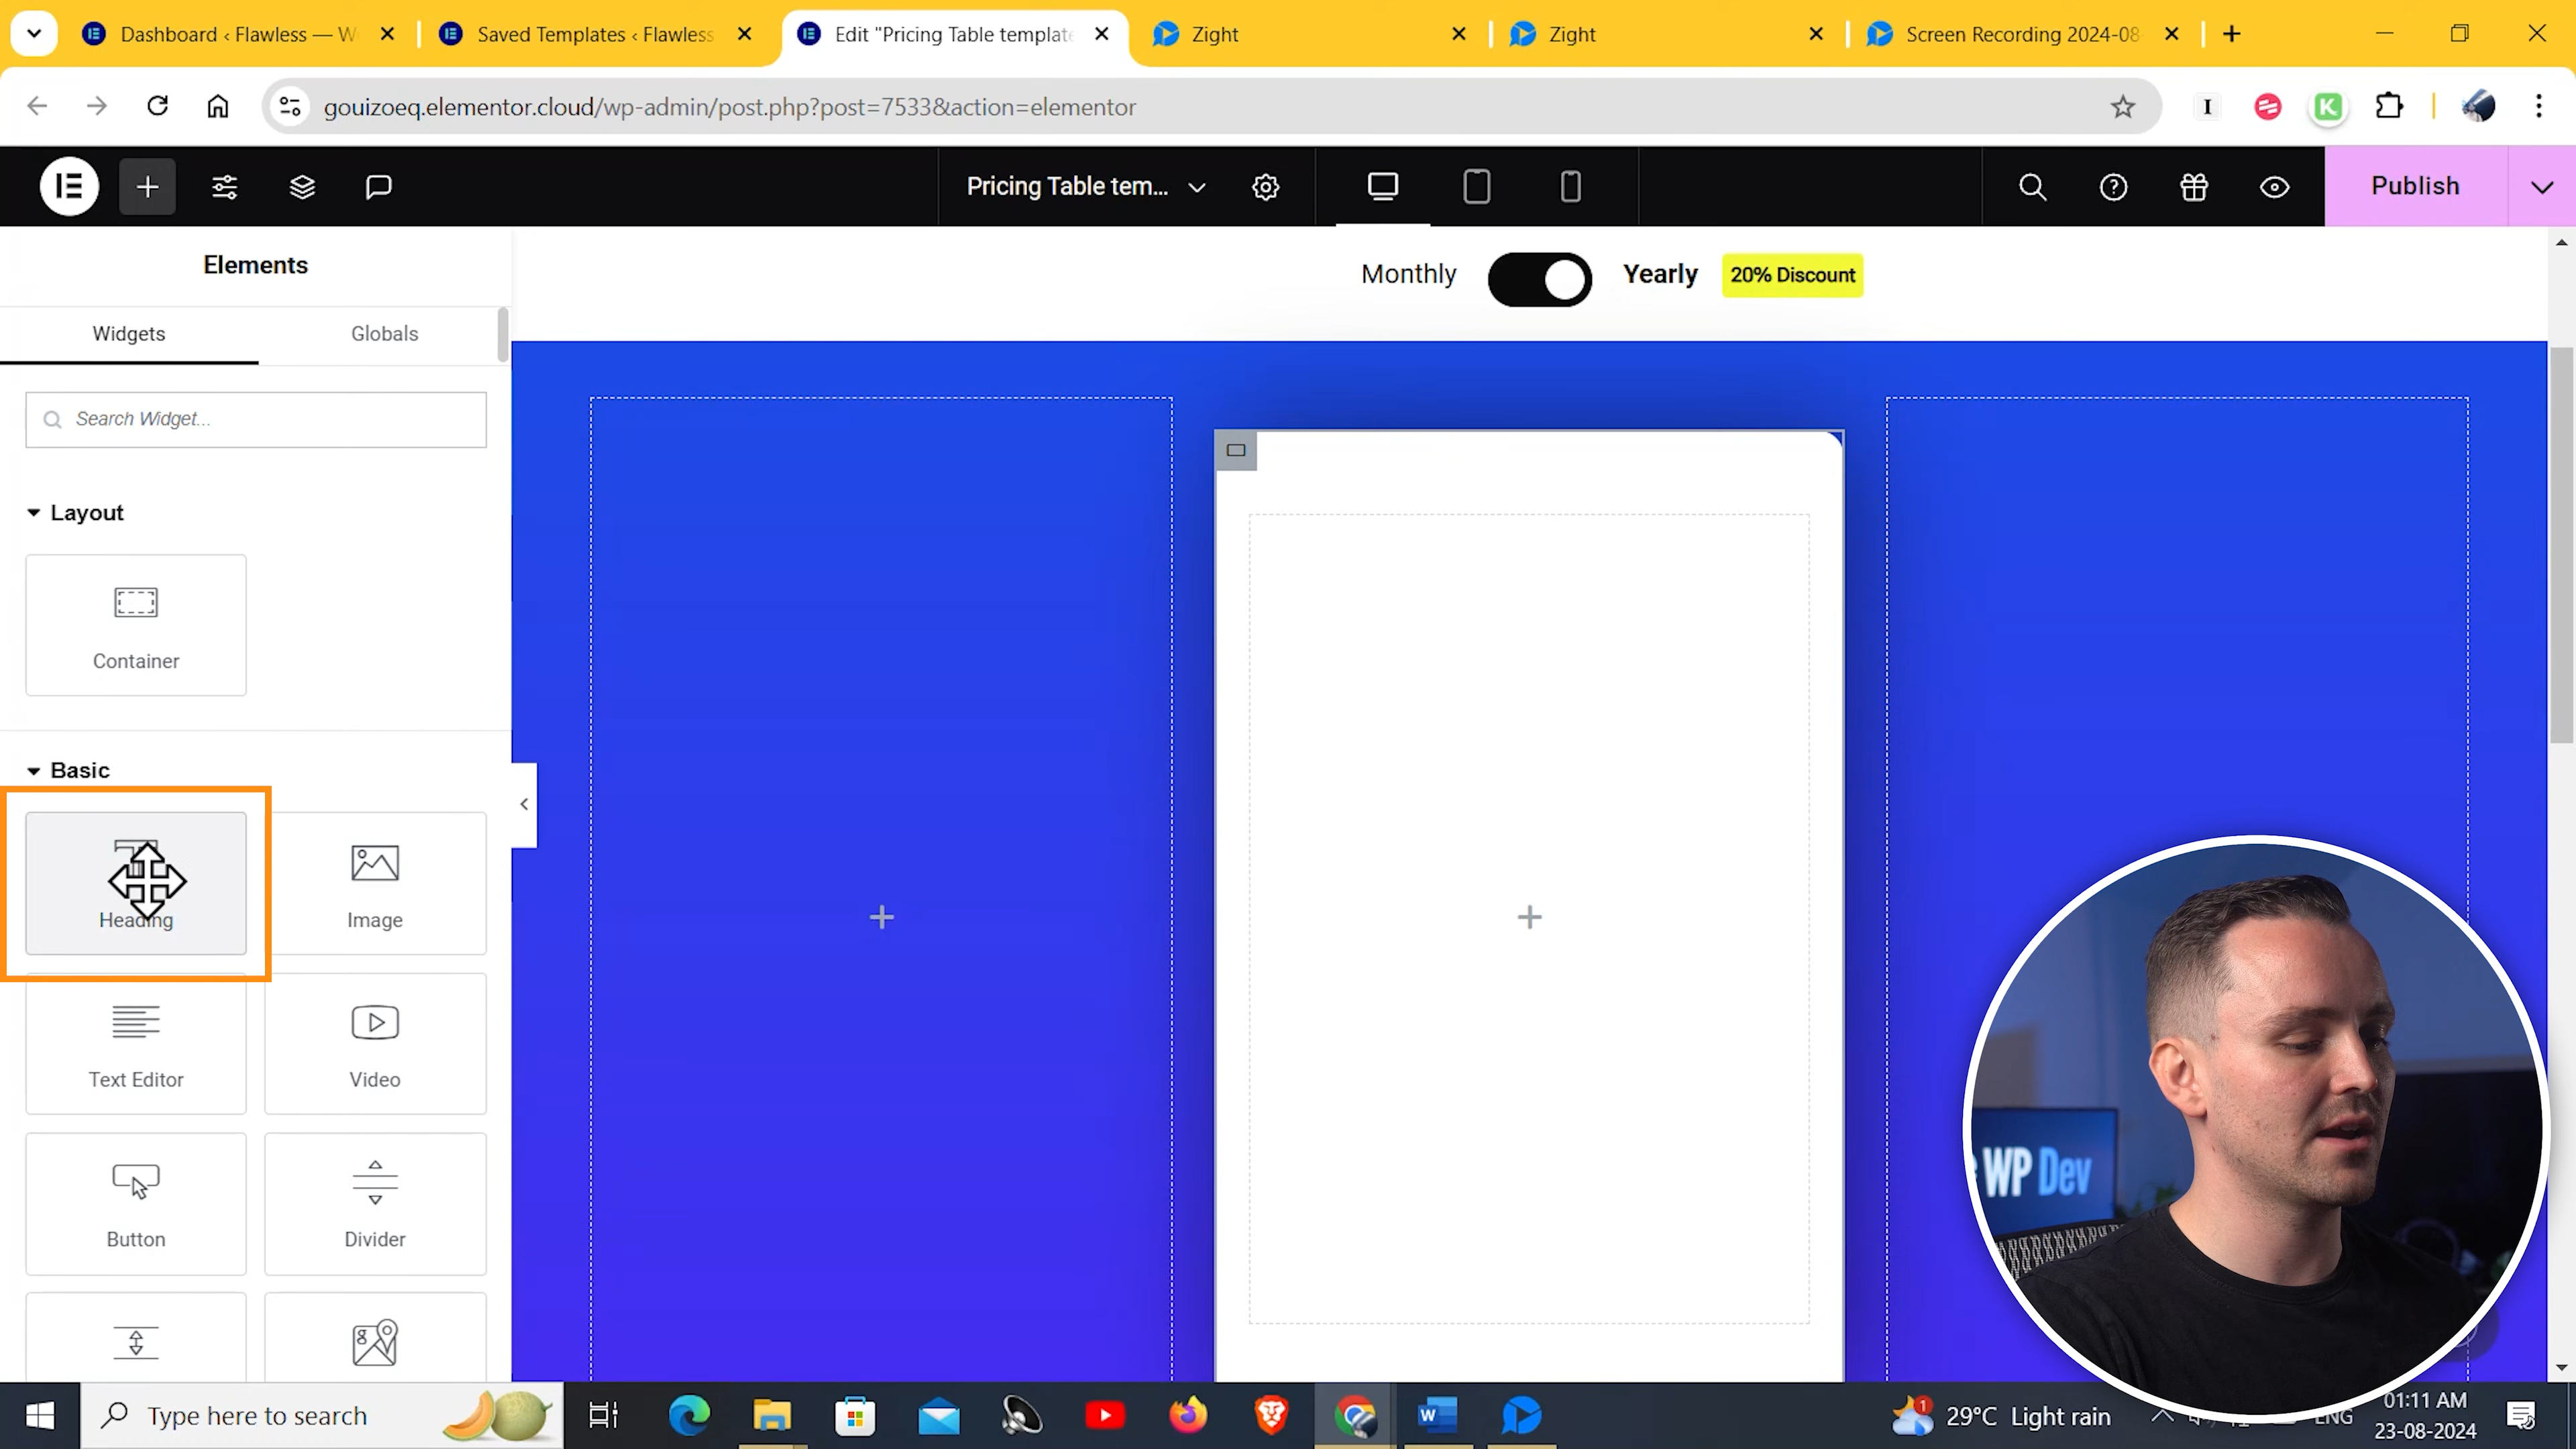 Dashboard ‹ Flawless — W
Saved Templates ‹ Flawless
Edit "Pricing Table template
Zight
Zight
Screen Recording 2024-08-
gouizoeq.elementor.cloud/wp-admin/post.php?post=7533&action=elementor
Pricing Table tem...
Publish
Elements
Widgets
Globals
Search Widget...
Layout
Container
Basic
Heading
Image
Text Editor
Video
Button
Divider
Monthly
Yearly
20% Discount
WP Dev
Type here to search
29°C Light rain
ENG
01:11 AM
23-08-2024